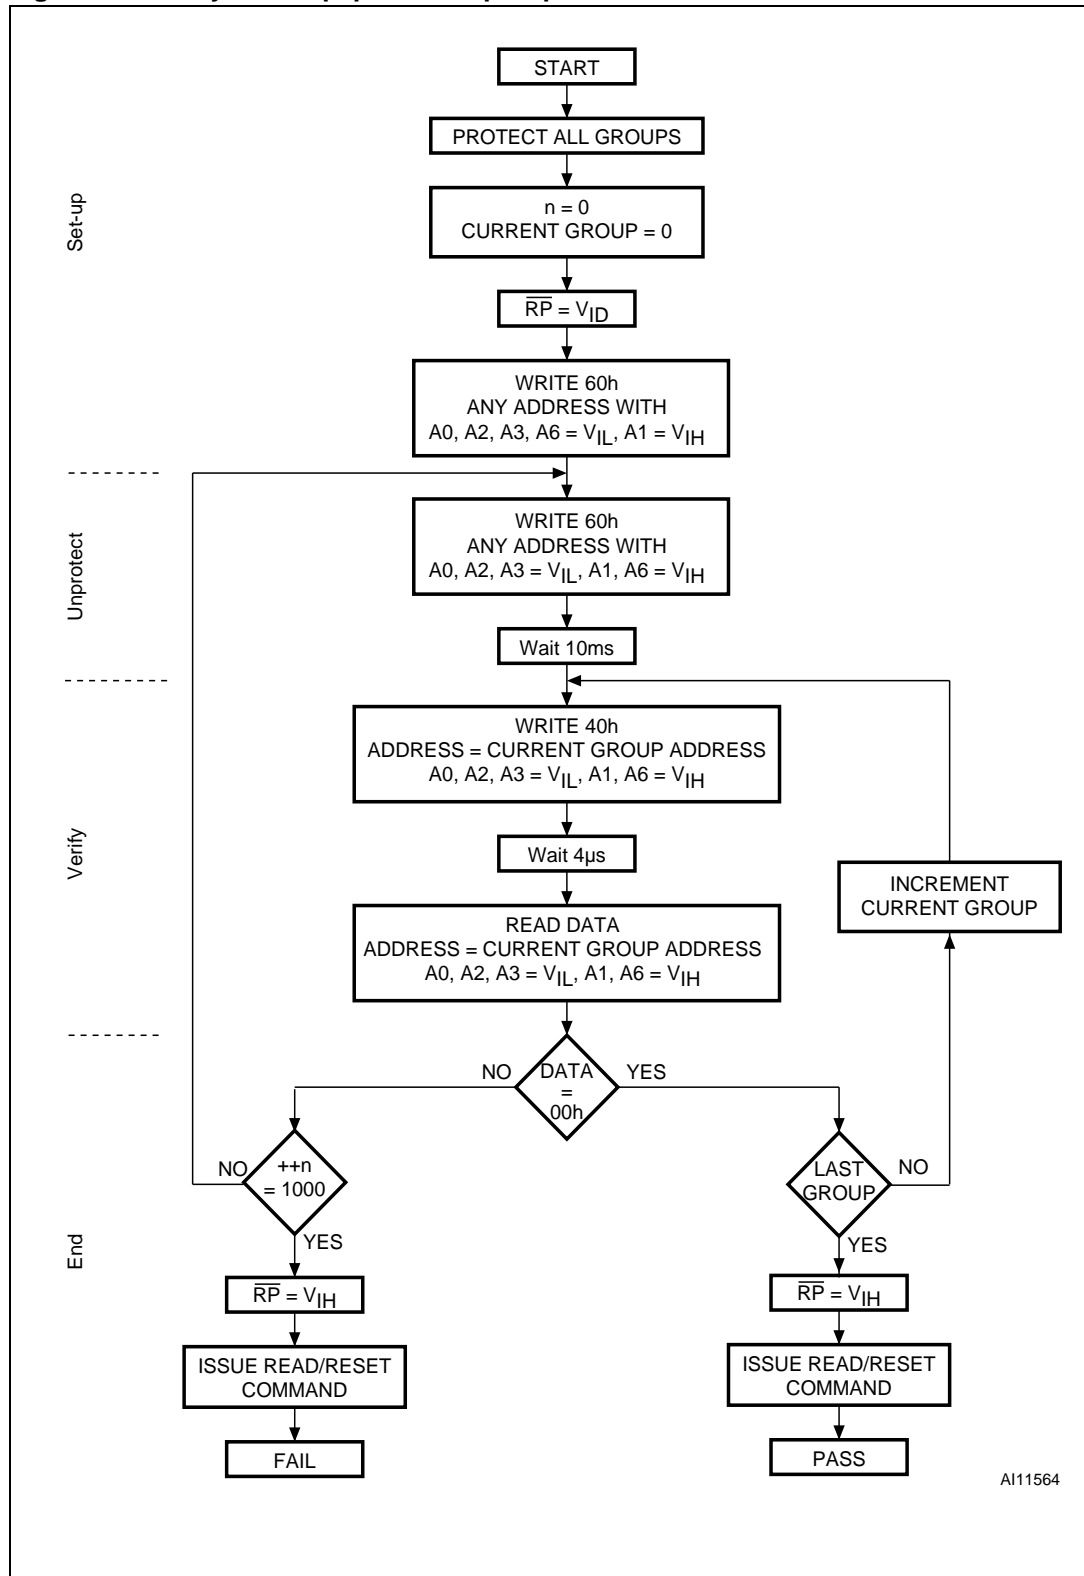 START
PROTECT ALL GROUPS
n = 0
CURRENT GROUP = 0
Set-up
RP = VID
WRITE 60h
ANY ADDRESS WITH
A0, A2, A3, A6 = VIL, A1 = VIH
WRITE 60h
ANY ADDRESS WITH
A0, A2, A3 = VIL, A1, A6 = VIH
Unprotect
Wait 10ms
WRITE 40h
ADDRESS = CURRENT GROUP ADDRESS
A0, A2, A3 = VIL, A1, A6 = VIH
Verify
Wait 4µs
INCREMENT
CURRENT GROUP
READ DATA
ADDRESS = CURRENT GROUP ADDRESS
A0, A2, A3 = VIL, A1, A6 = VIH
NO
DATA
=
00h
YES
NO
++n
= 1000
YES
LAST
GROUP
NO
YES
End
RP = VIH
RP = VIH
ISSUE READ/RESET
COMMAND
ISSUE READ/RESET
COMMAND
FAIL
PASS
AI11564